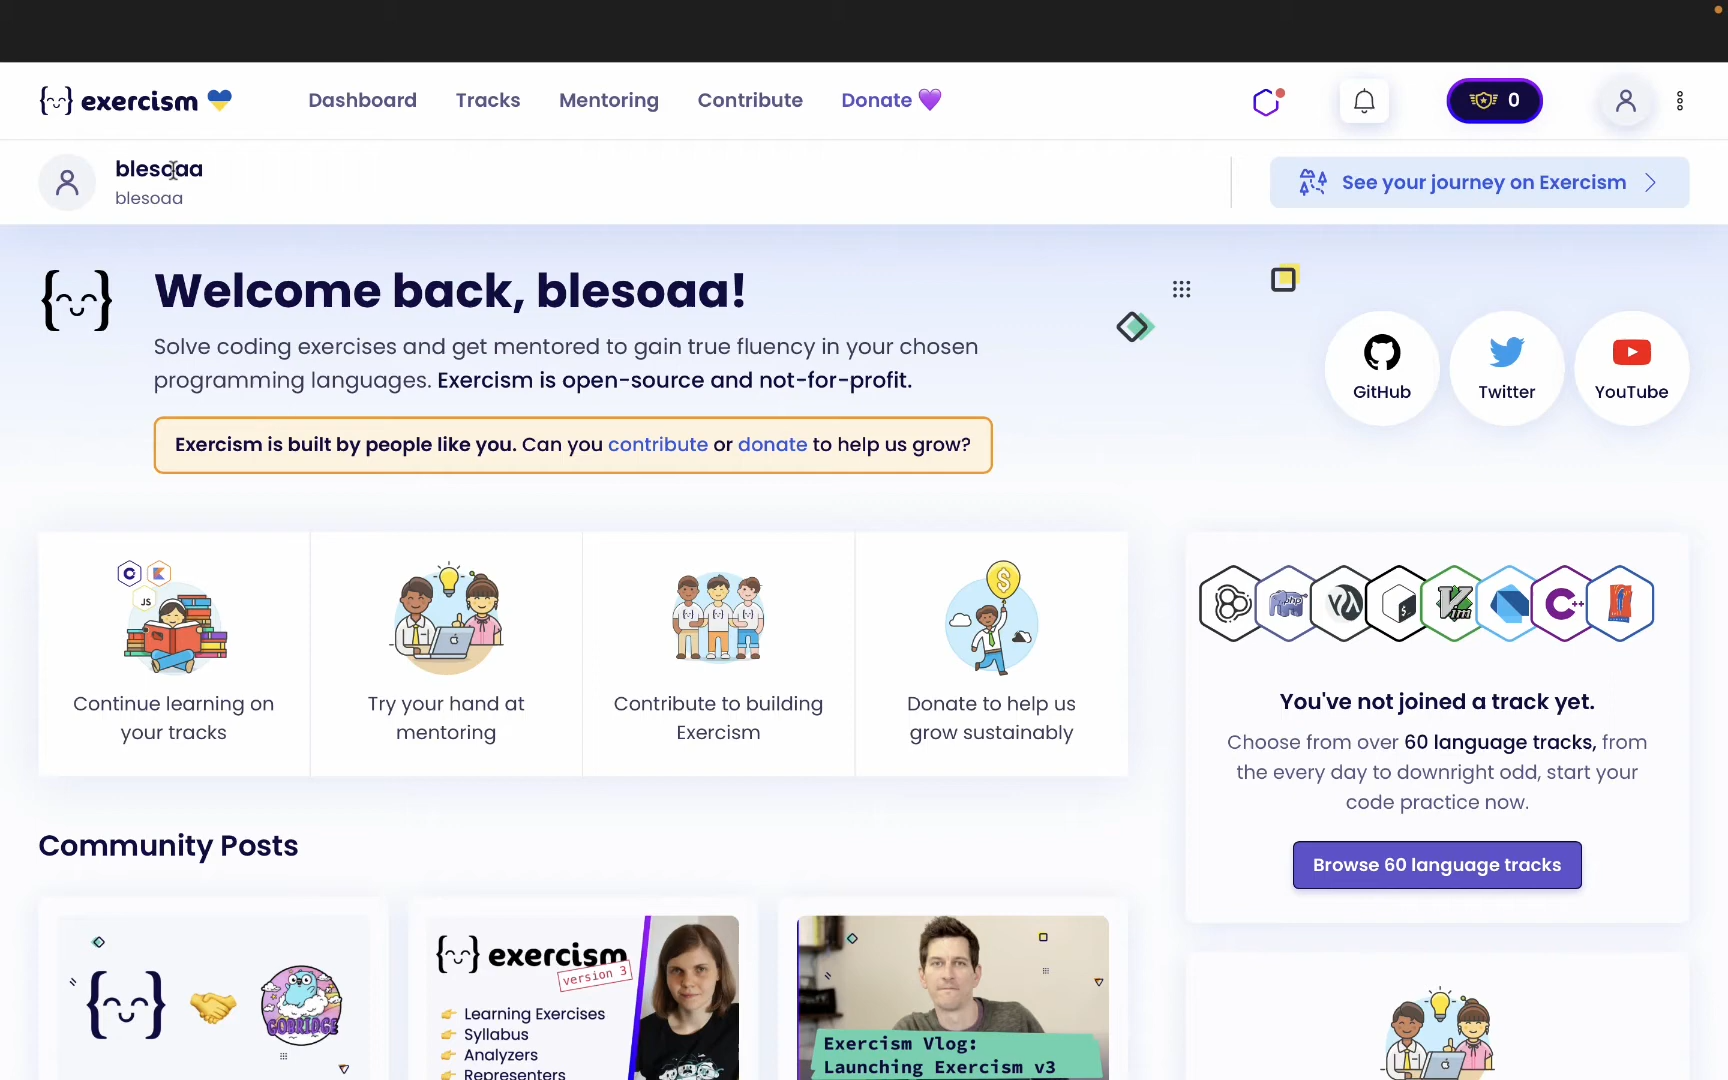 exercism
Dashboard
Tracks
Mentoring
Contribute
Donate
0
blesoaa
blesoaa
See your journey on Exercism
Welcome back, blesoaa!
Solve coding exercises and get mentored to gain true fluency in your chosen
programming languages. Exercism is open-source and not-for-profit.
Exercism is built by people like you. Can you contribute or donate to help us grow?
GitHub
Twitter
YouTube
JS
Continue learning on
your tracks
Try your hand at
mentoring
Contribute to building
Exercism
Donate to help us
grow sustainably
php
Vim
C++
You've not joined a track yet.
Choose from over 60 language tracks, from
the every day to downright odd, start your
code practice now.
Browse 60 language tracks
Community Posts
GOBRIDGE
exercism
version 3
Learning Exercises
Syllabus
Analyzers
Representers
Exercism Vlog:
Launching Exercism v3